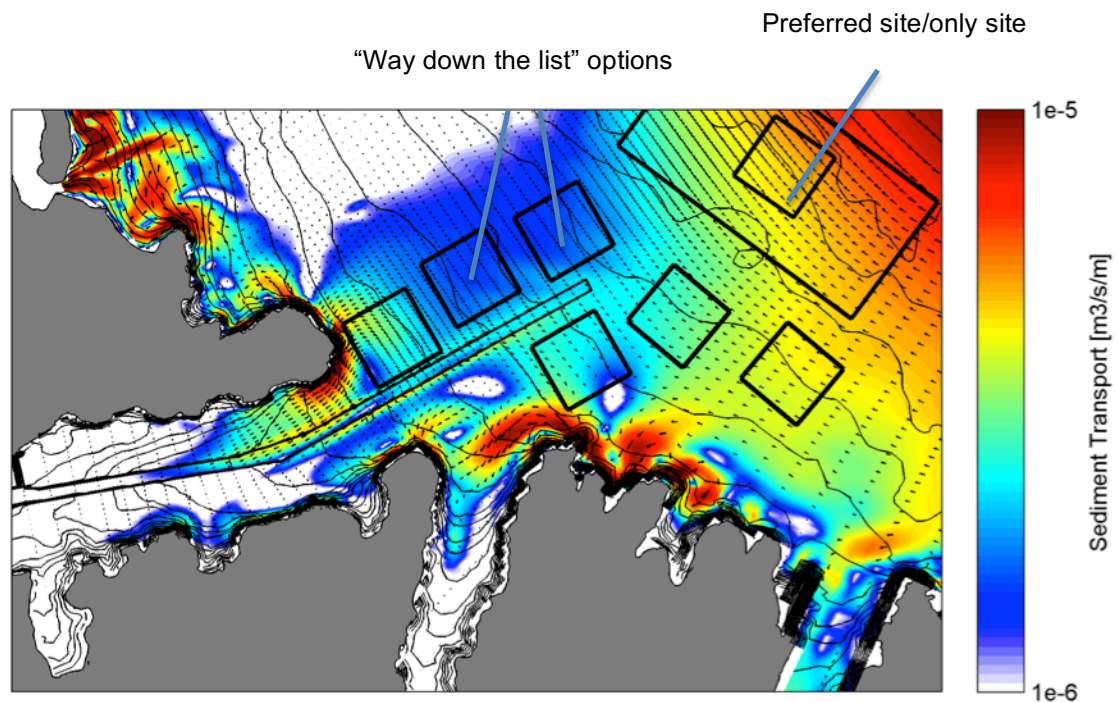 Preferred site/only site
“Way down the list” options
1e-5
Sediment Transport [m3/s/m]
1e-6